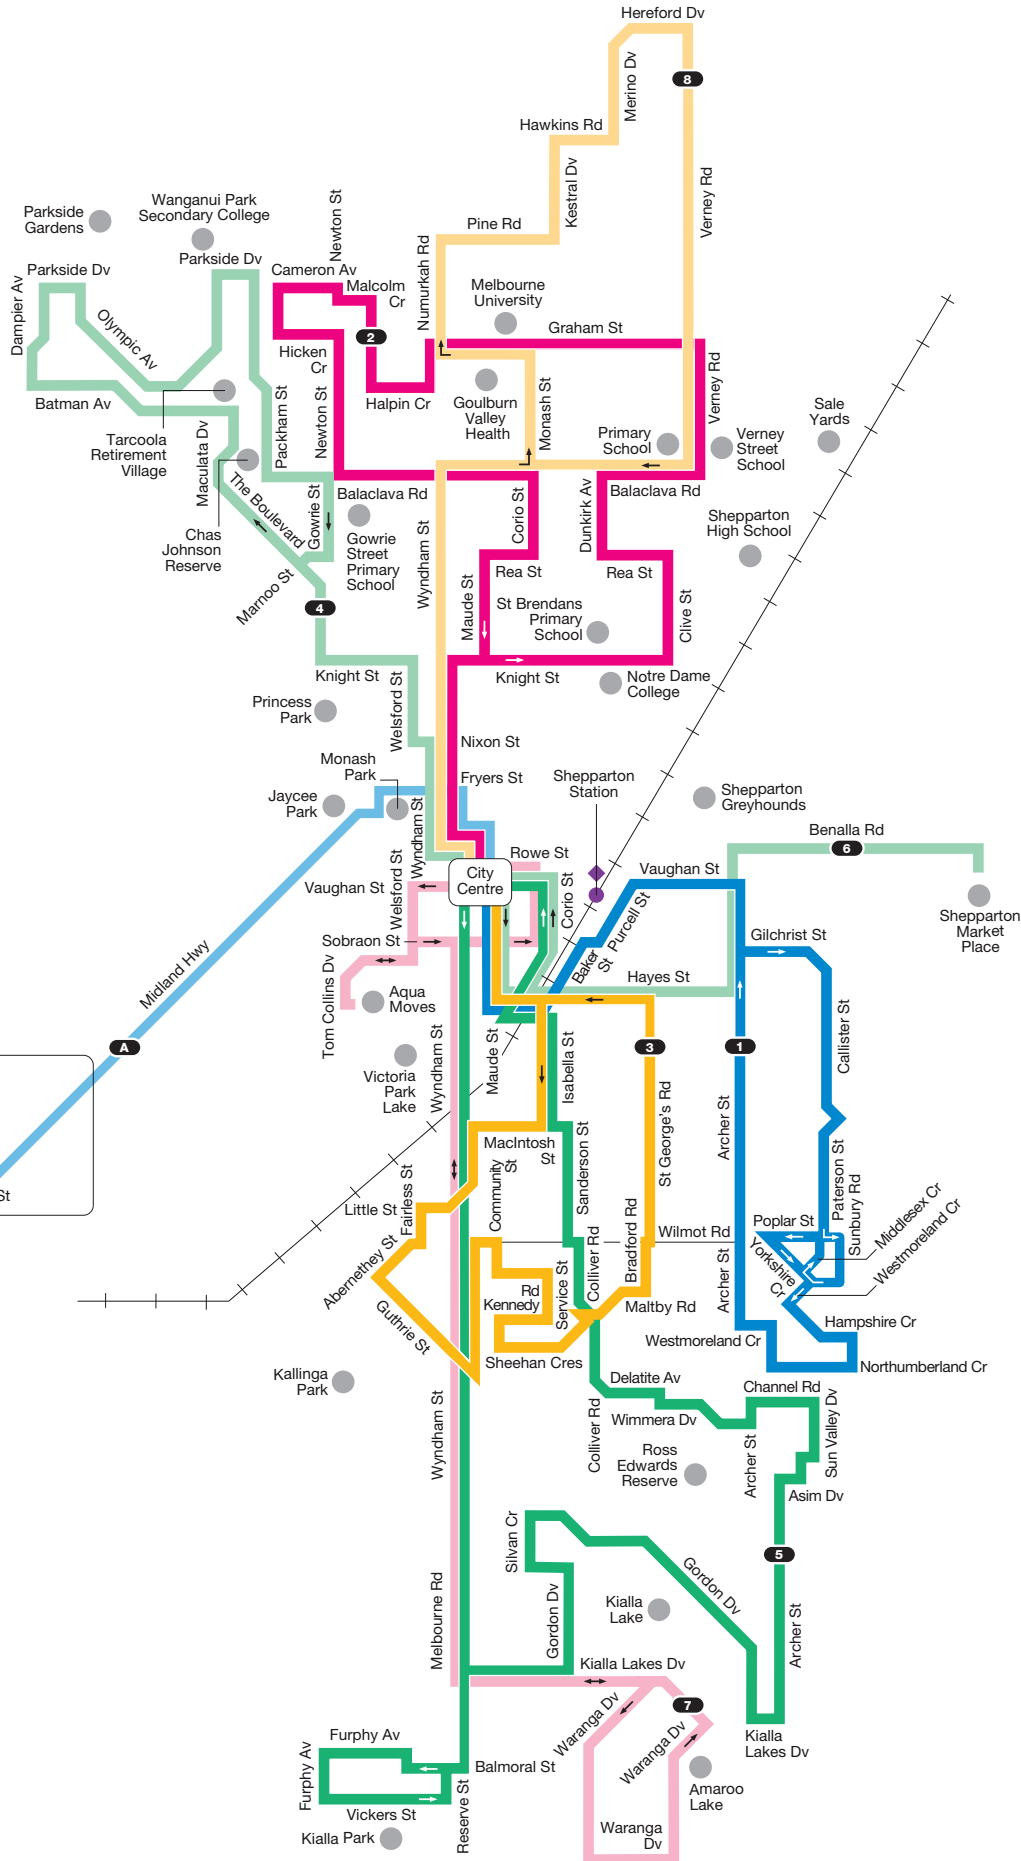 Hereford Dv
8
Merino Dv
Hawkins Rd
Kestral Dv
Verney Rd
Pine Rd
Numurkah Rd
Newton St
Wanganui Park
Secondary College
Parkside
Gardens
Parkside Dv
Parkside Dv
Dampier Av
Olympic Av
Cameron Av
Malcolm
Cr
Melbourne
University
Graham St
2
Hicken
Cr
Halpin Cr
Goulburn
Valley
Health
Monash St
Verney Rd
Batman Av
Packham St
Newton St
Tarcoola
Retirement
Village
Maculata Dv
The Boulevard
Gowrie St
Balaclava Rd
Gowrie
Street
Primary
School
Chas
Johnson
Reserve
Marnoo St
4
Primary
School
Verney
Street
School
Sale
Yards
Balaclava Rd
Dunkirk Av
Corio St
Wyndham St
Shepparton
High School
Rea St
Rea St
Maude St
St Brendans
Primary
School
Clive St
Knight St
Knight St
Notre Dame
College
Welsford St
Princess
Park
Nixon St
Monash
Park
Fryers St
Shepparton
Station
Shepparton
Greyhounds
Jaycee
Park
Wyndham St
Rowe St
City
Centre
Vaughan St
Welsford St
Corio St
Vaughan St
Benalla Rd
6
Shepparton
Market
Place
Purcell St
Baker
St
Gilchrist St
Sobraon St
Hayes St
Midland Hwy
Tom Collins Dv
Aqua
Moves
A
Callister St
3
1
Victoria
Park
Lake
Wyndham St
Maude St
Isabella St
St George's Rd
Archer St
MacIntosh
St
Community
St
Sanderson St
Paterson St
Sunbury Rd
Middlesex Cr
Westmoreland Cr
St
Little St
Fairless St
Abernethey St
Wilmot Rd
Poplar St
Yorkshire
Cr
Bradford Rd
Colliver Rd
Service St
Rd
Kennedy
Archer St
Maltby Rd
Guthrie St
Sheehan Cres
Westmoreland Cr
Hampshire Cr
Northumberland Cr
Kallinga
Park
Delatite Av
Wimmera Dv
Channel Rd
Sun Valley Dv
Colliver Rd
Wyndham St
Archer St
Ross
Edwards
Reserve
Asim Dv
5
Silvan Cr
Gordon Dv
Gordon Dv
Kialla
Lake
Archer St
Melbourne Rd
Kialla Lakes Dv
7
Waranga Dv
Waranga Dv
Kialla
Lakes Dv
Furphy Av
Furphy Av
Balmoral St
Vickers St
Reserve St
Kialla Park
Amaroo
Lake
Waranga
Dv